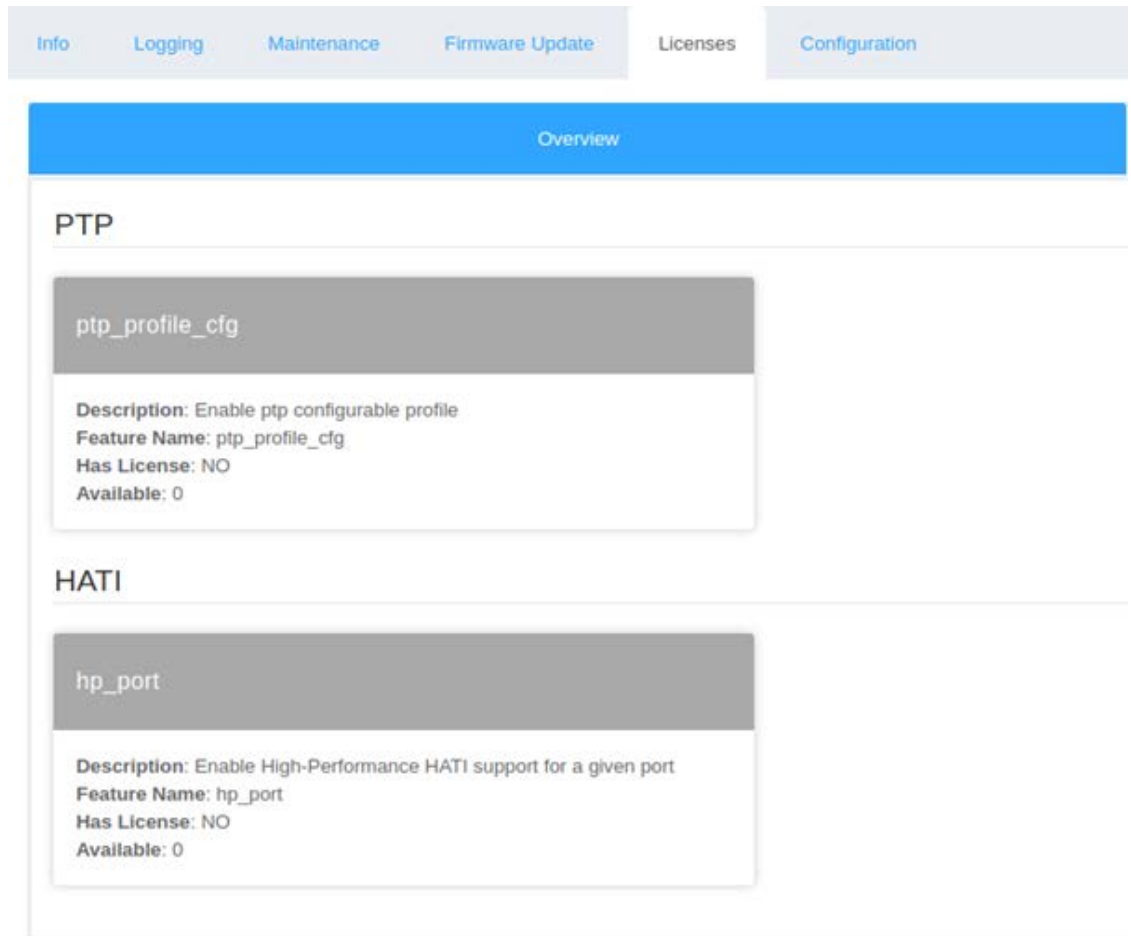 Info Logging Maintenance Firmware Update Licenses Configuration
Overview
PTP
ptp_profile_cfg
Description: Enable ptp configurable profile
Feature Name: ptp_profile_cfg
Has License: NO
Available: 0
HATI
hp_port
Description: Enable High-Performance HATI support for a given port
Feature Name: hp_port
Has License: NO
Available: 0